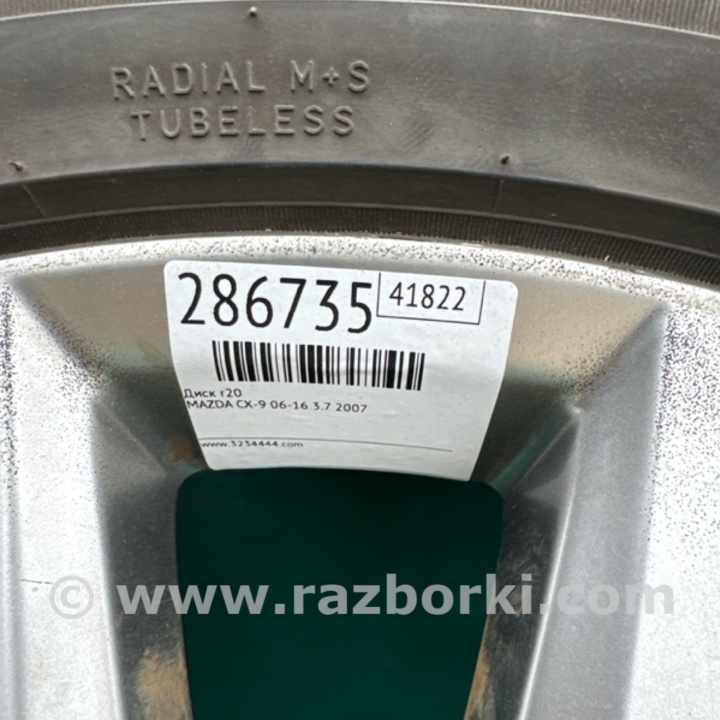 RADIAL M+S
TUBELESS
286735
41822
Диск r20
MAZDA CX-9 06-16 3.7 2007
www.3234444.com
© www.razborki.com